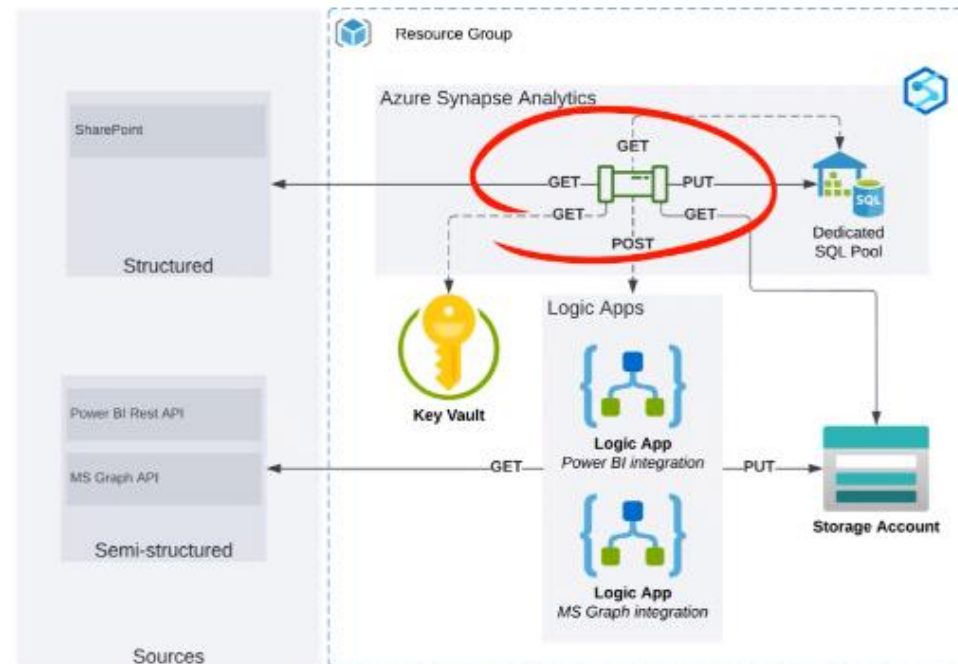 Resource Group
Azure Synapse Analytics
SharePoint
GET
GET
PUT
GET
GET
POST
SQL
Dedicated
SQL Pool
Structured
Logic Apps
Key Vault
Power BI Rest API
MS Graph API
Logic App
Power BI integration
GET
PUT
Storage Account
Semi-structured
Logic App
MS Graph integration
Sources